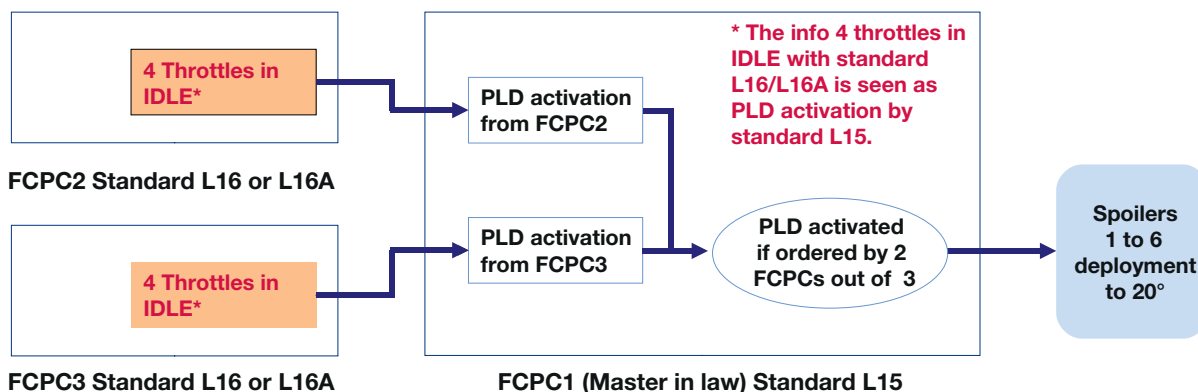 4 Throttles in
IDLE*
FCPC2 Standard L16 or L16A
4 Throttles in
IDLE*
FCPC3 Standard L16 or L16A
PLD activation
from FCPC2
* The info 4 throttles in
IDLE with standard
L16/L16A is seen as
PLD activation by
standard L15.
PLD activation
from FCPC3
PLD activated
if ordered by 2
FCPCs out of 3
FCPC1 (Master in law) Standard L15
Spoilers
1 to 6
deployment
to 20°